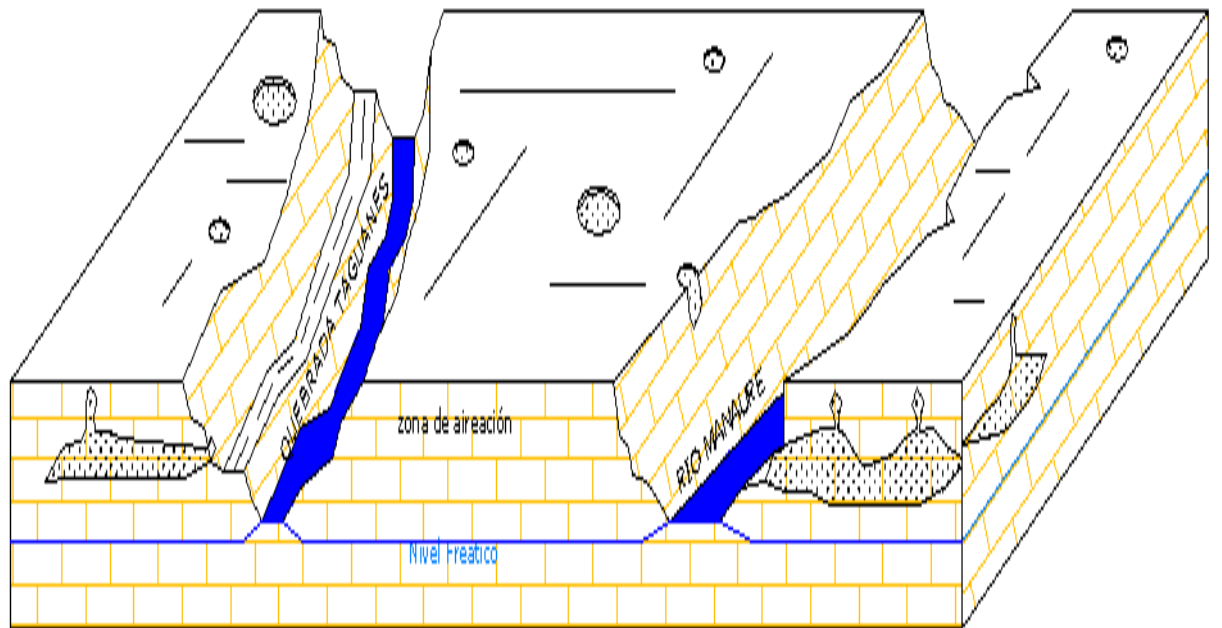 QUEBRADA TAGUANES
zona de aireación
RIO MANAURE
Nivel Freatico